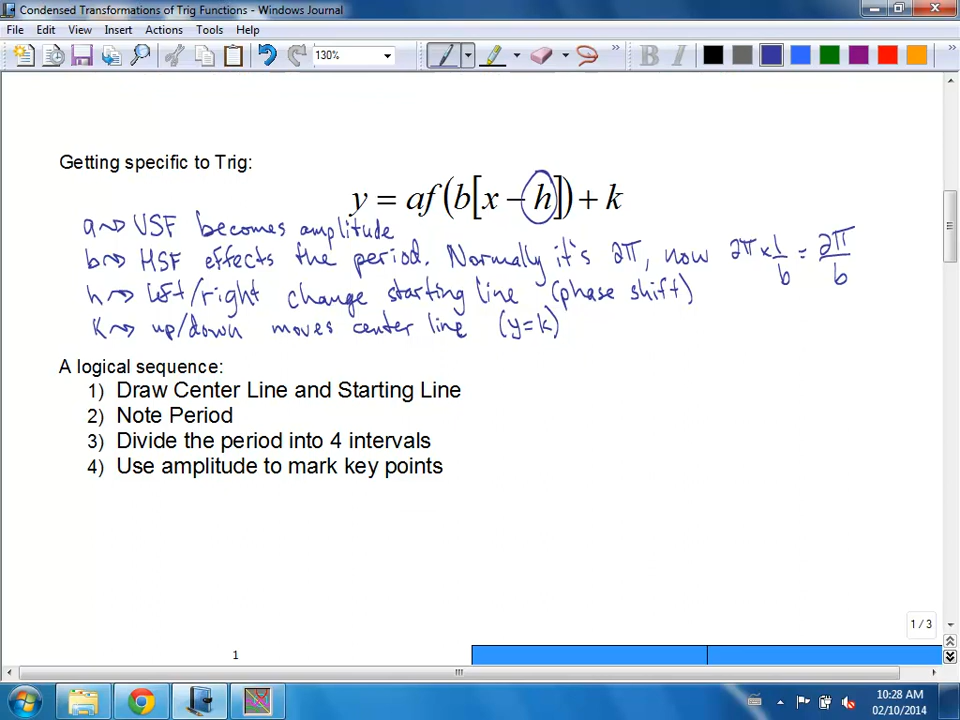 Condensed Transformations of Trig Functions - Windows Journal
File Edit View Insert Actions Tools Help
130% B I
Getting specific to Trig:
y = af(b[x − h]) + k
a⇝ VSF becomes amplitude
b⇝ HSF effects the period. Normally it's 2π, now 2π × 1/b = 2π/b
h⇝ left/right change starting line (phase shift)
k⇝ up/down moves center line (y=k)
A logical sequence:
1) Draw Center Line and Starting Line
2) Note Period
3) Divide the period into 4 intervals
4) Use amplitude to mark key points
1 / 3
1
10:28 AM
02/10/2014